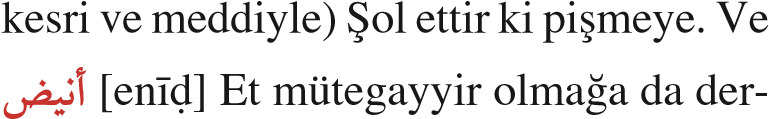 kesri ve meddiyle) Şol ettir ki pişmeye. Ve
أنيض [enīḍ] Et mütegayyir olmağa da der-